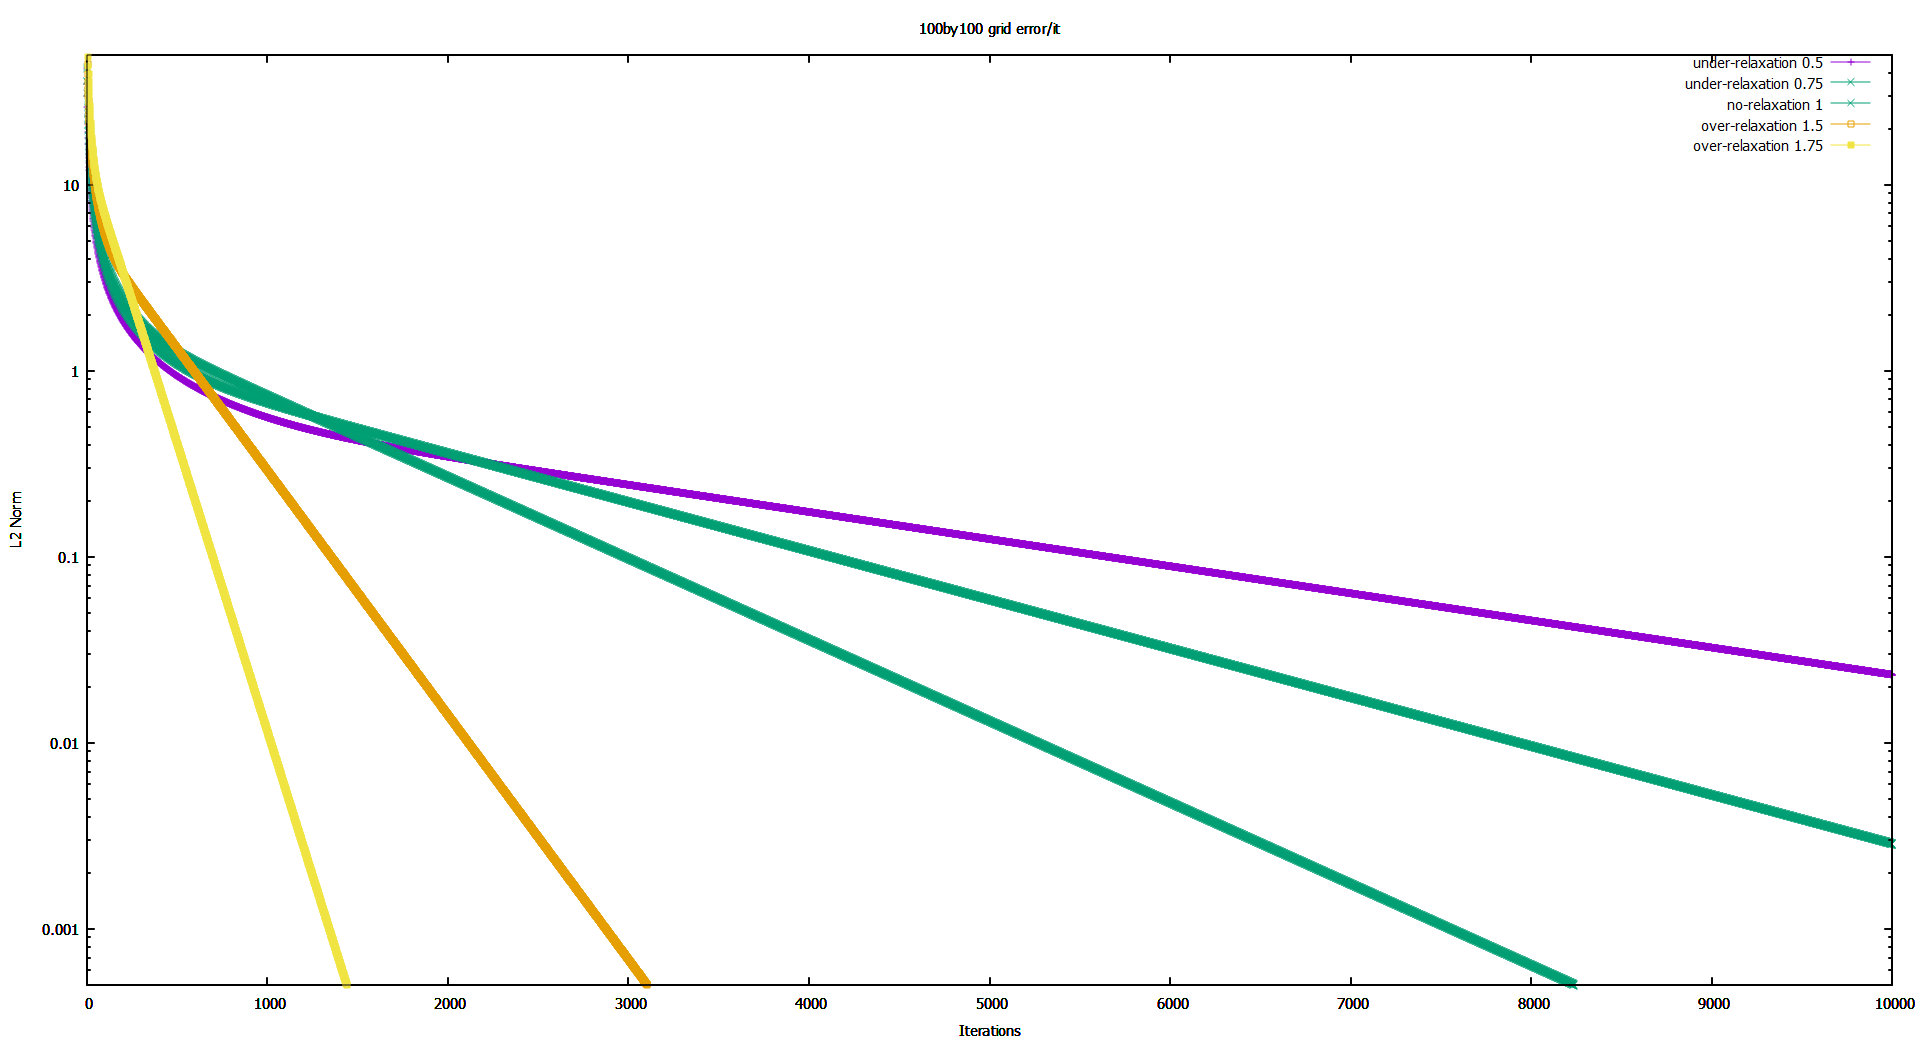 100by100 grid error/it
under-relaxation 0.5
under-relaxation 0.75
no-relaxation 1
over-relaxation 1.5
over-relaxation 1.75
10
1
0.1
0.01
0.001
L2 Norm
0 1000 2000 3000 4000 5000 6000 7000 8000 9000 10000
Iterations